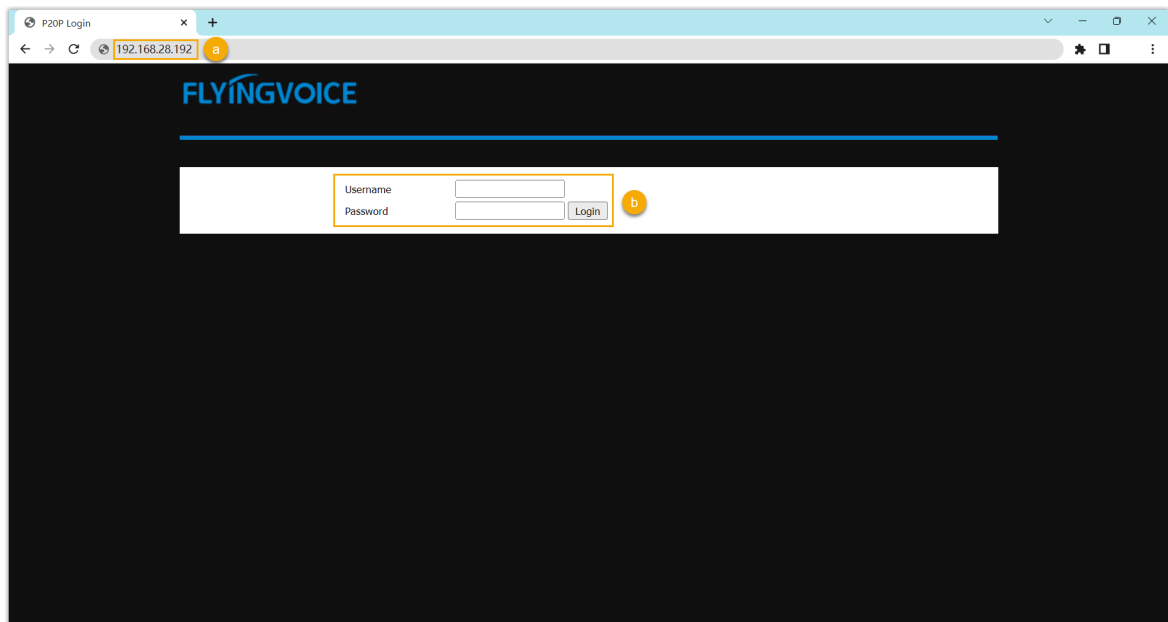 P20P Login
192.168.28.192
a
FLYINGVOICE
Username
Password
Login
b